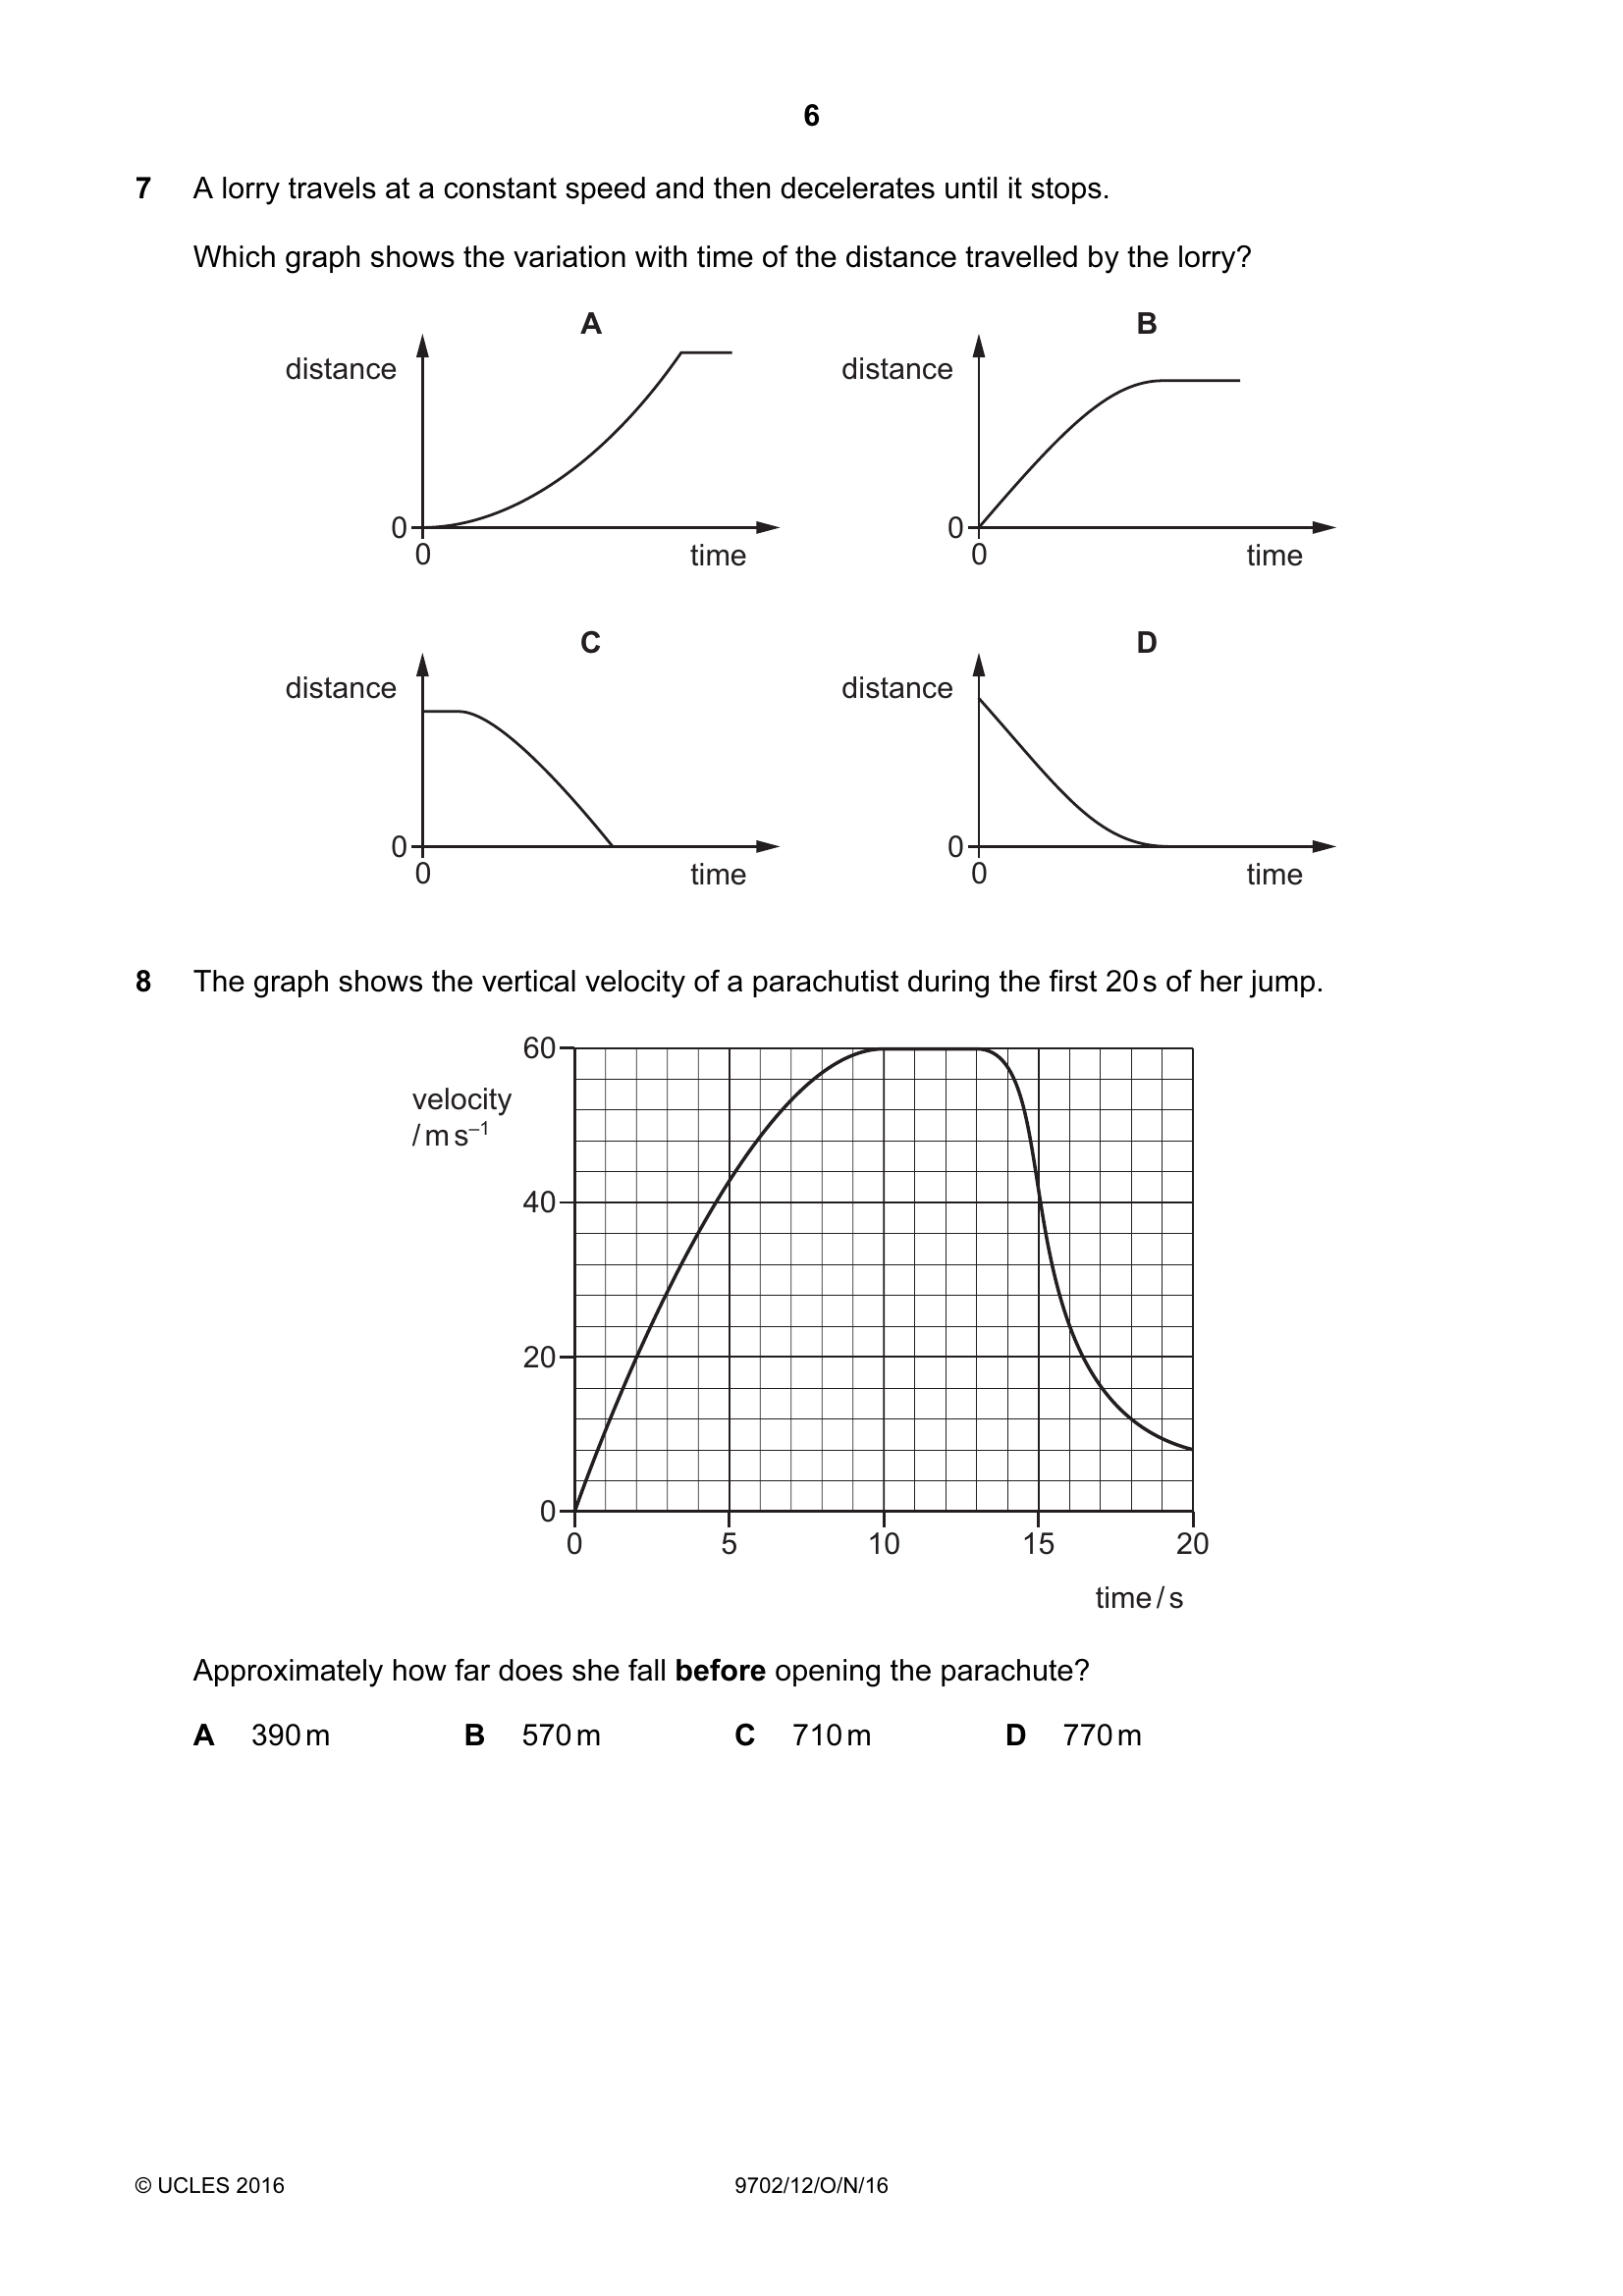 6
7 A lorry travels at a constant speed and then decelerates until it stops.
Which graph shows the variation with time of the distance travelled by the lorry?
A B
distance distance
0 0
0 time 0 time
C D
distance distance
0 0
0 time 0 time
8 The graph shows the vertical velocity of a parachutist during the first 20 s of her jump.
60
velocity
/ m s⁻¹
40
20
0
0 5 10 15 20
time / s
Approximately how far does she fall before opening the parachute?
A 390 m B 570 m C 710 m D 770 m
© UCLES 2016 9702/12/O/N/16